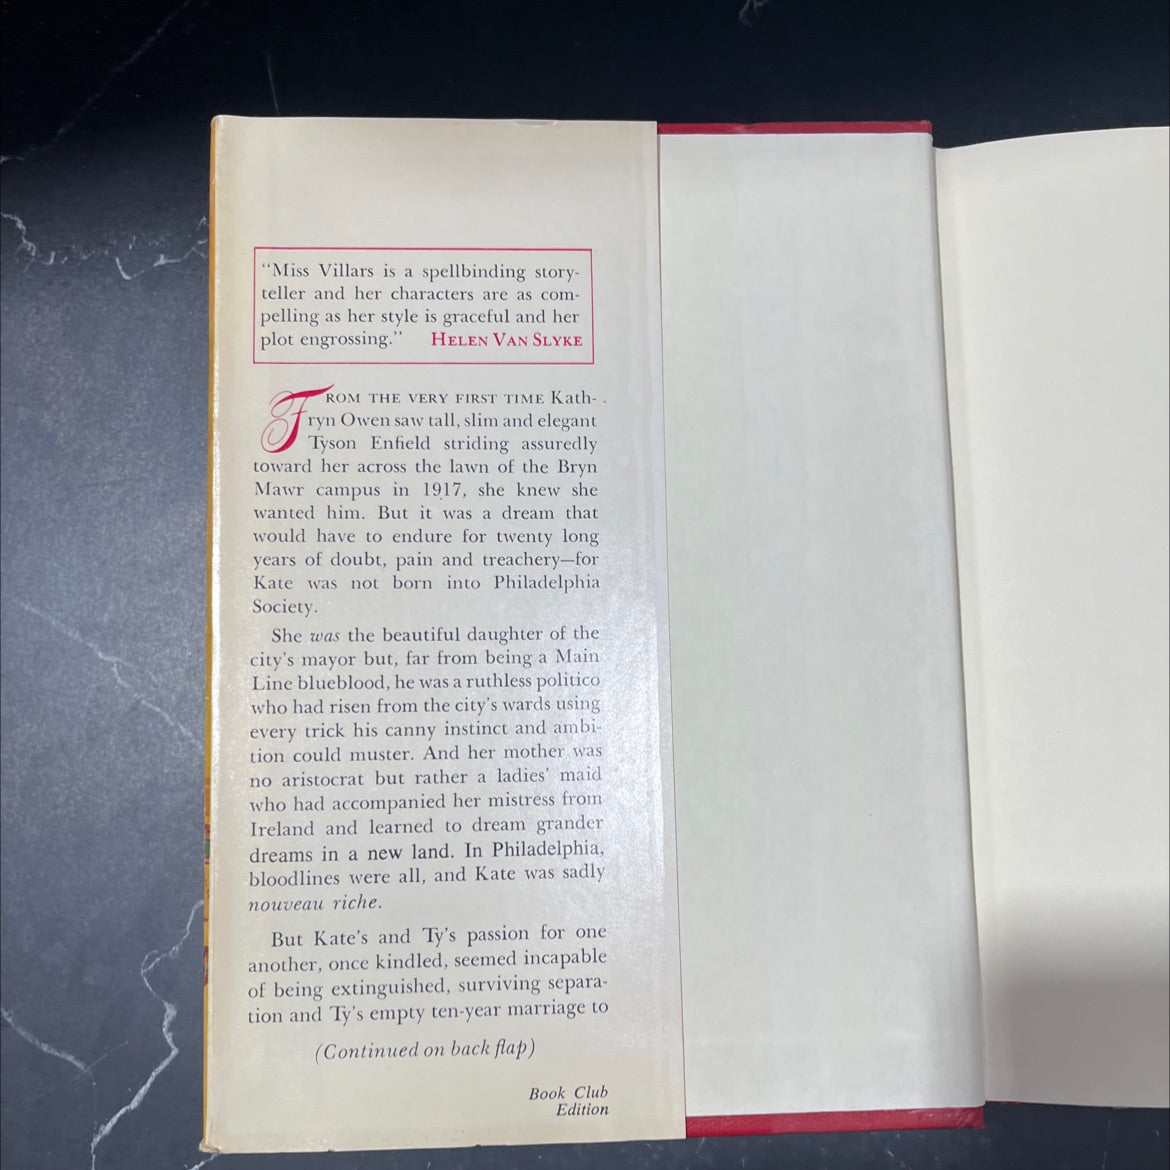 “Miss Villars is a spellbinding story-
teller and her characters are as com-
pelling as her style is graceful and her
plot engrossing.” HELEN VAN SLYKE
FROM THE VERY FIRST TIME Kath-
ryn Owen saw tall, slim and elegant
Tyson Enfield striding assuredly
toward her across the lawn of the Bryn
Mawr campus in 1917, she knew she
wanted him. But it was a dream that
would have to endure for twenty long
years of doubt, pain and treachery—for
Kate was not born into Philadelphia
Society.
She was the beautiful daughter of the
city’s mayor but, far from being a Main
Line blueblood, he was a ruthless politico
who had risen from the city’s wards using
every trick his canny instinct and ambi-
tion could muster. And her mother was
no aristocrat but rather a ladies’ maid
who had accompanied her mistress from
Ireland and learned to dream grander
dreams in a new land. In Philadelphia,
bloodlines were all, and Kate was sadly
nouveau riche.
But Kate’s and Ty’s passion for one
another, once kindled, seemed incapable
of being extinguished, surviving separa-
tion and Ty’s empty ten-year marriage to
(Continued on back flap)
Book Club
Edition